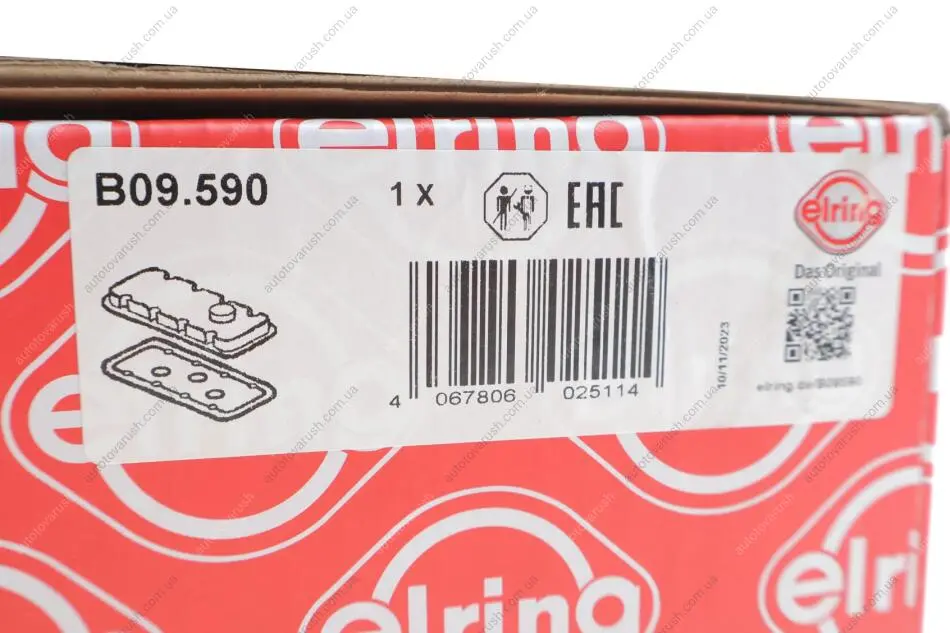 elring
B09.590
1 X
EAC
elring
Das Original
4 067806 025114
10/11/2023
elring.de/B09590
elring
elring
autotovarush.com.ua